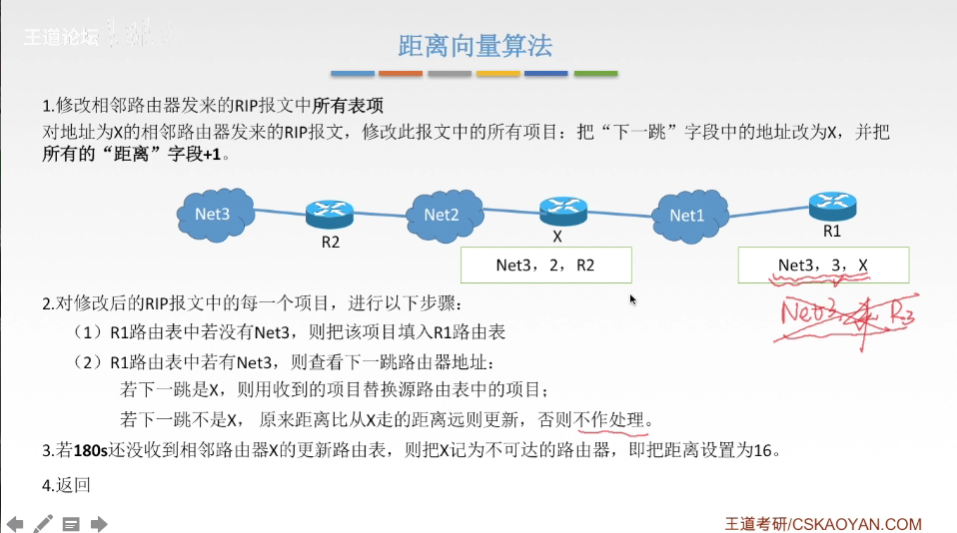 王道论坛
距离向量算法
1.修改相邻路由器发来的RIP报文中所有表项
对地址为X的相邻路由器发来的RIP报文，修改此报文中的所有项目：把“下一跳”字段中的地址改为X，并把
所有的“距离”字段+1。
Net3
R2
Net2
X
Net1
R1
Net3，2，R2
Net3，3，X
Net3, R3
2.对修改后的RIP报文中的每一个项目，进行以下步骤：
（1）R1路由表中若没有Net3，则把该项目填入R1路由表
（2）R1路由表中若有Net3，则查看下一跳路由器地址：
若下一跳是X，则用收到的项目替换源路由表中的项目；
若下一跳不是X， 原来距离比从X走的距离远则更新，否则不作处理。
3.若180s还没收到相邻路由器X的更新路由表，则把X记为不可达的路由器，即把距离设置为16。
4.返回
王道考研/CSKAOYAN.COM